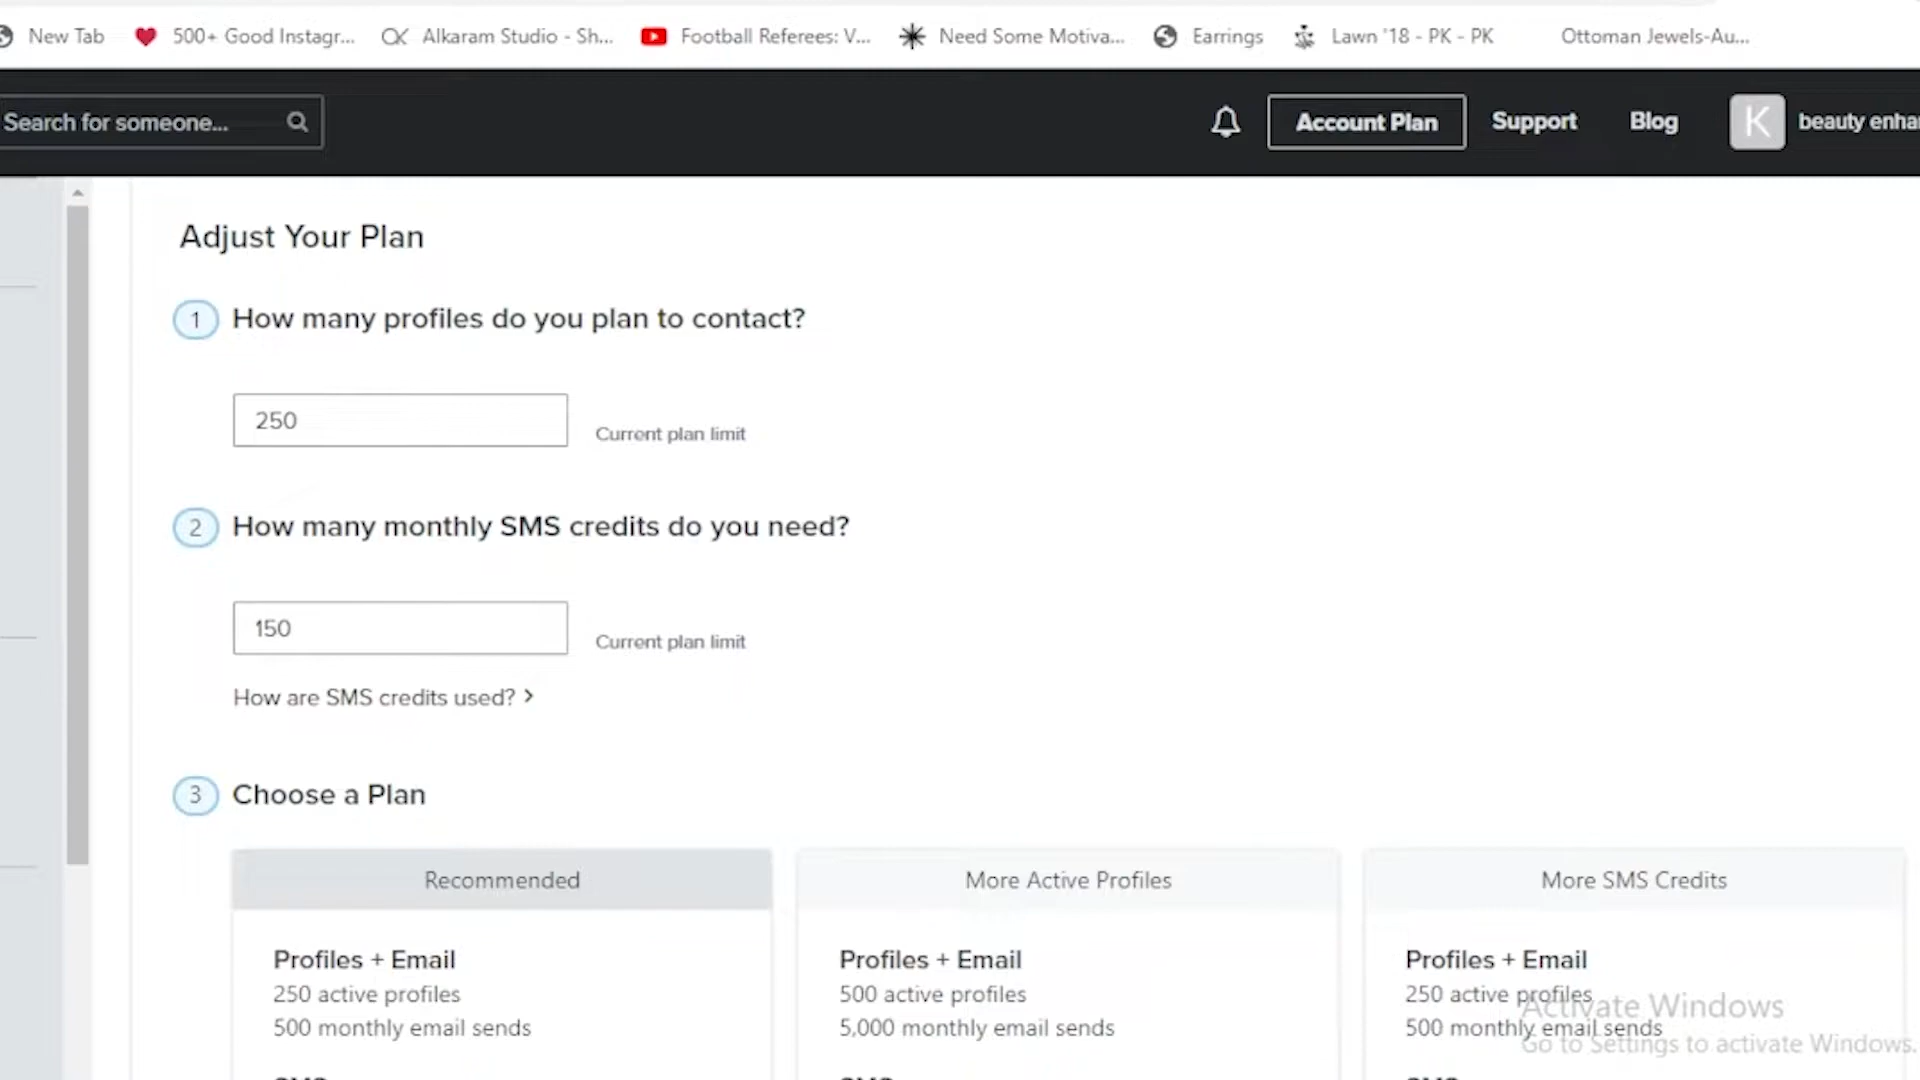 New Tab
500+ Good Instagr...
Alkaram Studio - Sh...
Football Referees: V...
Need Some Motiva...
Earrings
Lawn '18 - PK - PK
Ottoman Jewels-Au...
Search for someone...
Account Plan
Support
Blog
K
beauty enha
Adjust Your Plan
1 How many profiles do you plan to contact?
250
Current plan limit
2 How many monthly SMS credits do you need?
150
Current plan limit
How are SMS credits used? >
3 Choose a Plan
Recommended
Profiles + Email
250 active profiles
500 monthly email sends
SMS
More Active Profiles
Profiles + Email
500 active profiles
5,000 monthly email sends
SMS
More SMS Credits
Profiles + Email
250 active profiles
500 monthly email sends
SMS
Activate Windows
Go to Settings to activate Windows.